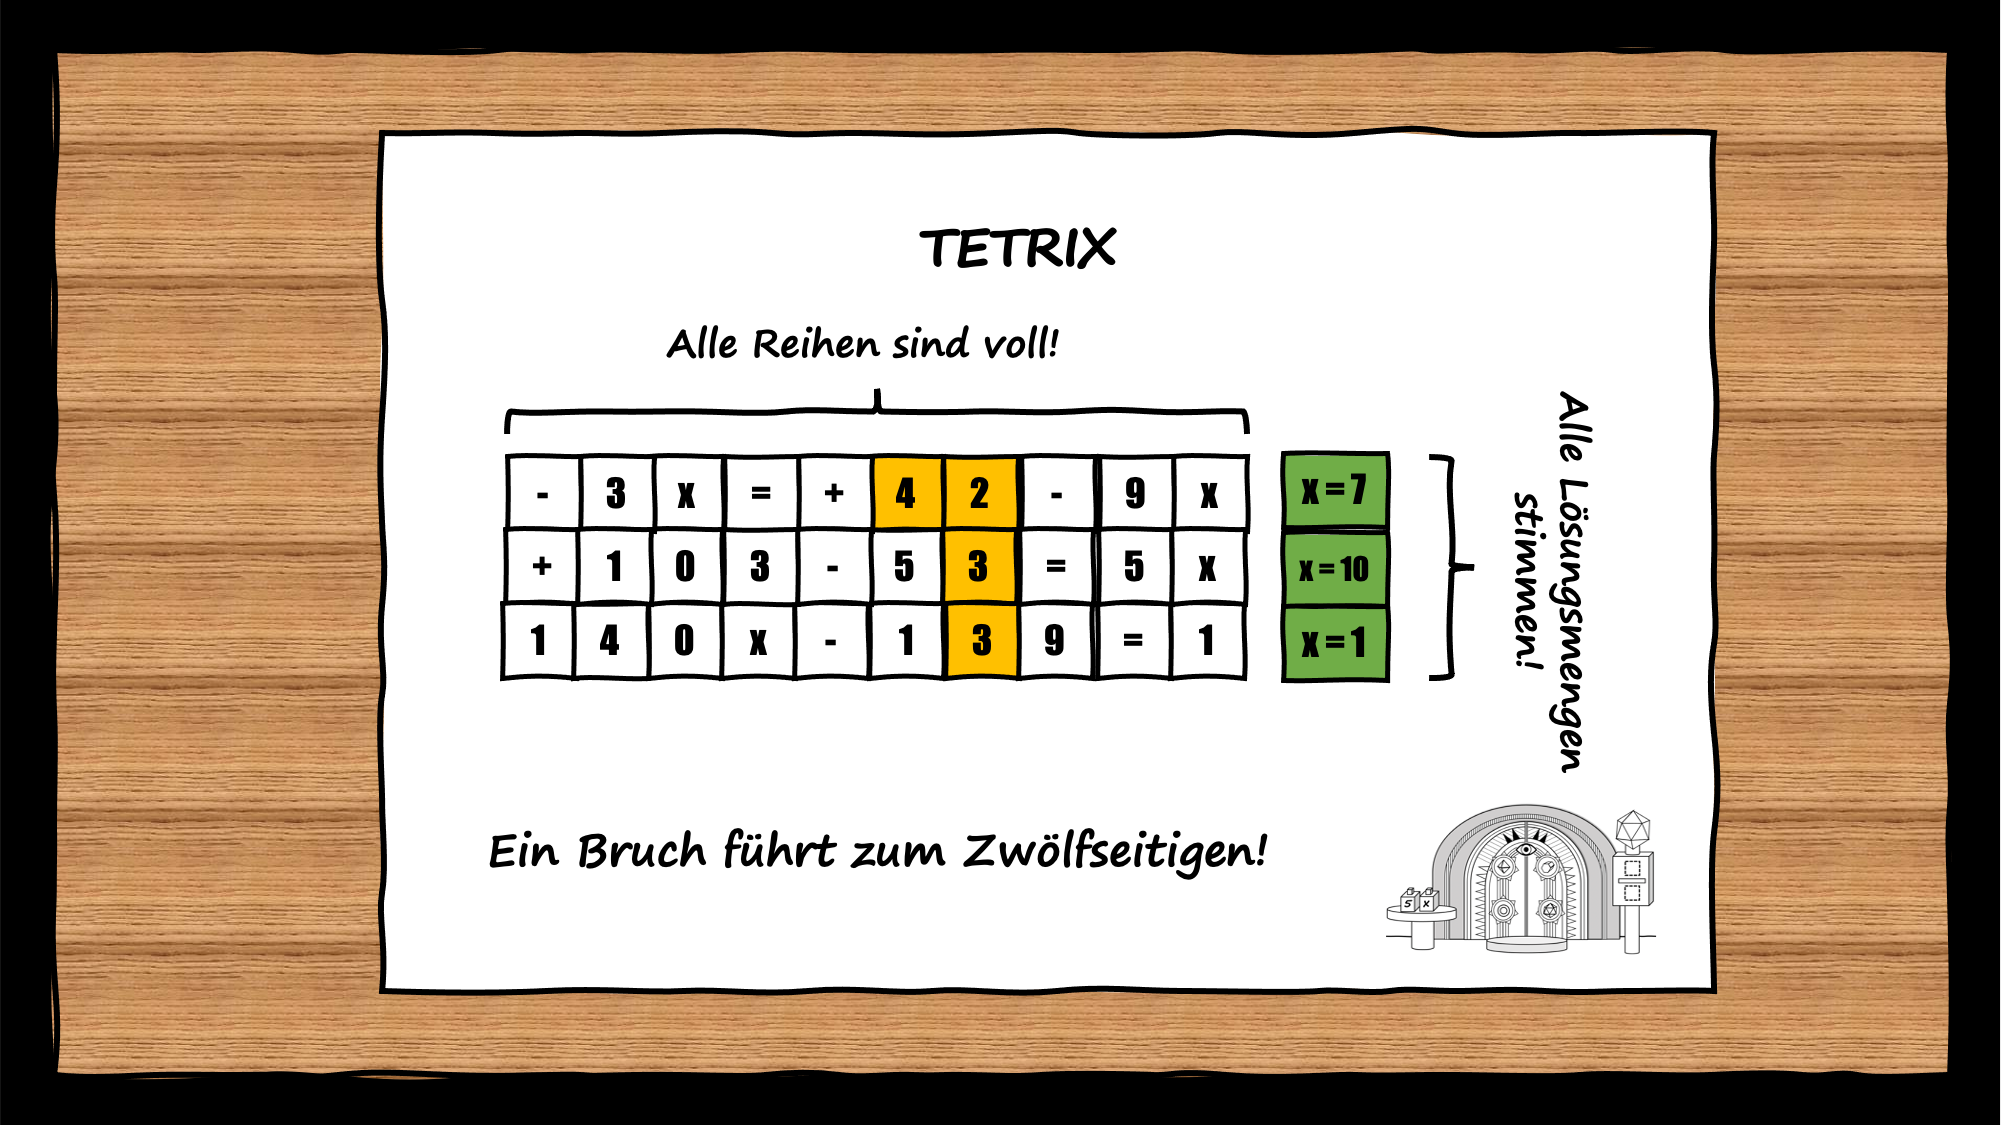 TETRIX
Alle Reihen sind voll!
- 3 x = + 4 2 - 9 x
x = 7
+ 1 0 3 - 5 3 = 5 x
x = 10
1 4 0 x - 1 3 9 = 1
x = 1
Alle Lösungsmengen
stimmen!
Ein Bruch führt zum Zwölfseitigen!
5 x